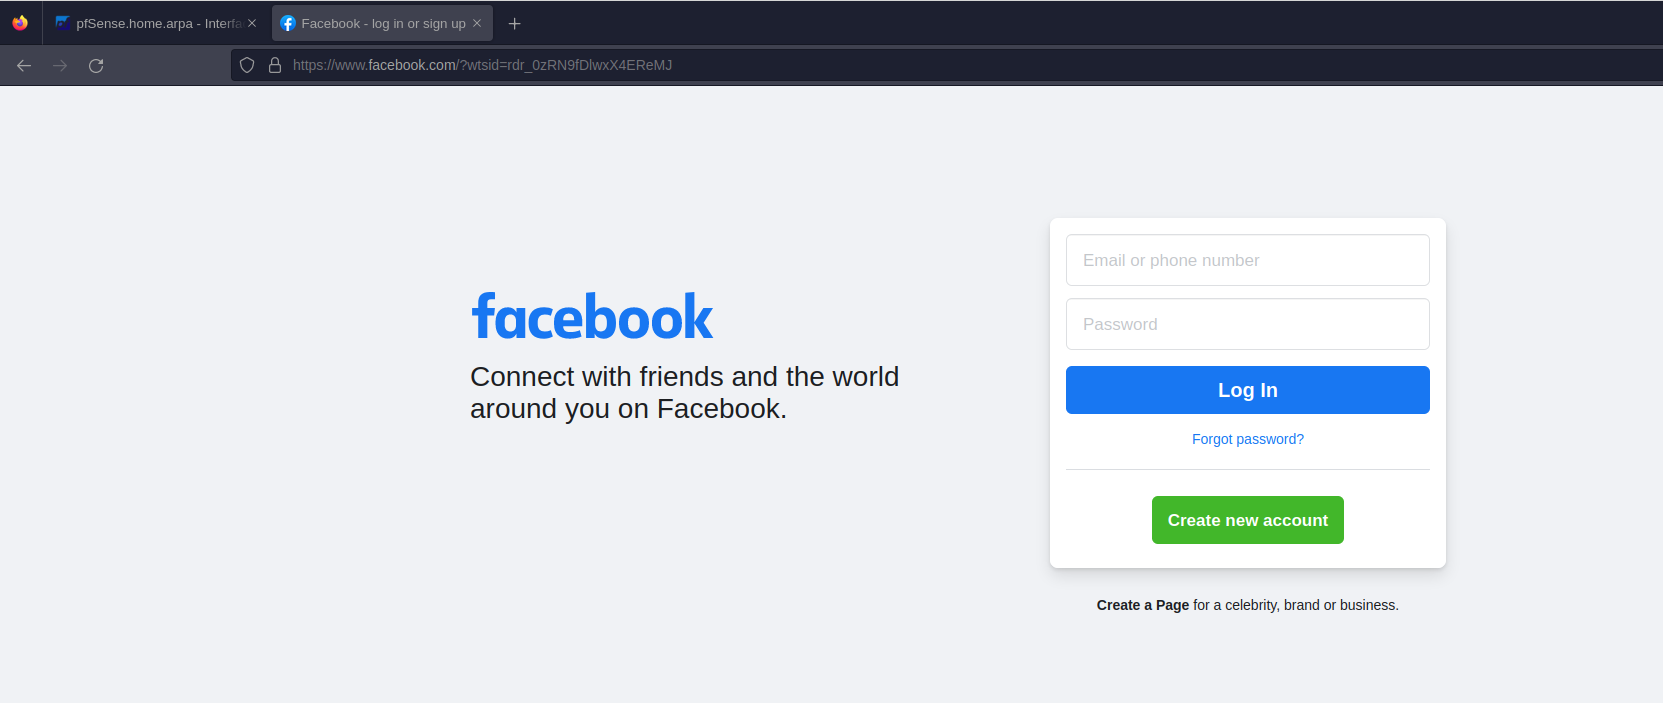 pfSense.home.arpa - Interfa
Facebook - log in or sign up
https://www.facebook.com/?wtsid=rdr_0zRN9fDlwxX4EReMJ
facebook
Connect with friends and the world
around you on Facebook.
Email or phone number
Password
Log In
Forgot password?
Create new account
Create a Page for a celebrity, brand or business.